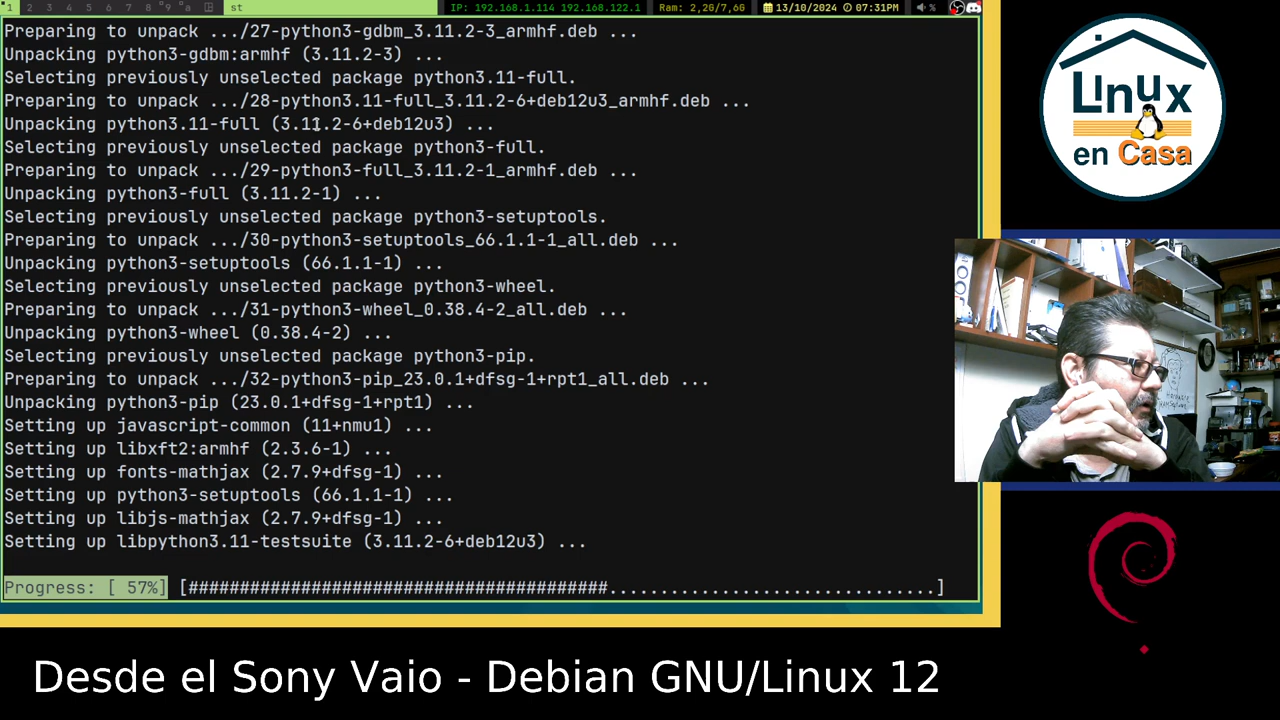 1 2 3 4 5 6 7 8 9 a st IP: 192.168.1.114 192.168.122.1 Ram: 2,20/7,60 13/10/2024 07:31PM %
Preparing to unpack .../27-python3-gdbm_3.11.2-3_armhf.deb ...
Unpacking python3-gdbm:armhf (3.11.2-3) ...
Selecting previously unselected package python3.11-full.
Preparing to unpack .../28-python3.11-full_3.11.2-6+deb12u3_armhf.deb ...
Unpacking python3.11-full (3.11.2-6+deb12u3) ...
Selecting previously unselected package python3-full.
Preparing to unpack .../29-python3-full_3.11.2-1_armhf.deb ...
Unpacking python3-full (3.11.2-1) ...
Selecting previously unselected package python3-setuptools.
Preparing to unpack .../30-python3-setuptools_66.1.1-1_all.deb ...
Unpacking python3-setuptools (66.1.1-1) ...
Selecting previously unselected package python3-wheel.
Preparing to unpack .../31-python3-wheel_0.38.4-2_all.deb ...
Unpacking python3-wheel (0.38.4-2) ...
Selecting previously unselected package python3-pip.
Preparing to unpack .../32-python3-pip_23.0.1+dfsg-1+rpt1_all.deb ...
Unpacking python3-pip (23.0.1+dfsg-1+rpt1) ...
Setting up javascript-common (11+nmu1) ...
Setting up libxft2:armhf (2.3.6-1) ...
Setting up fonts-mathjax (2.7.9+dfsg-1) ...
Setting up python3-setuptools (66.1.1-1) ...
Setting up libjs-mathjax (2.7.9+dfsg-1) ...
Setting up libpython3.11-testsuite (3.11.2-6+deb12u3) ...
Progress: [ 57%] [#########################################................................]
Linux
en Casa
Desde el Sony Vaio - Debian GNU/Linux 12